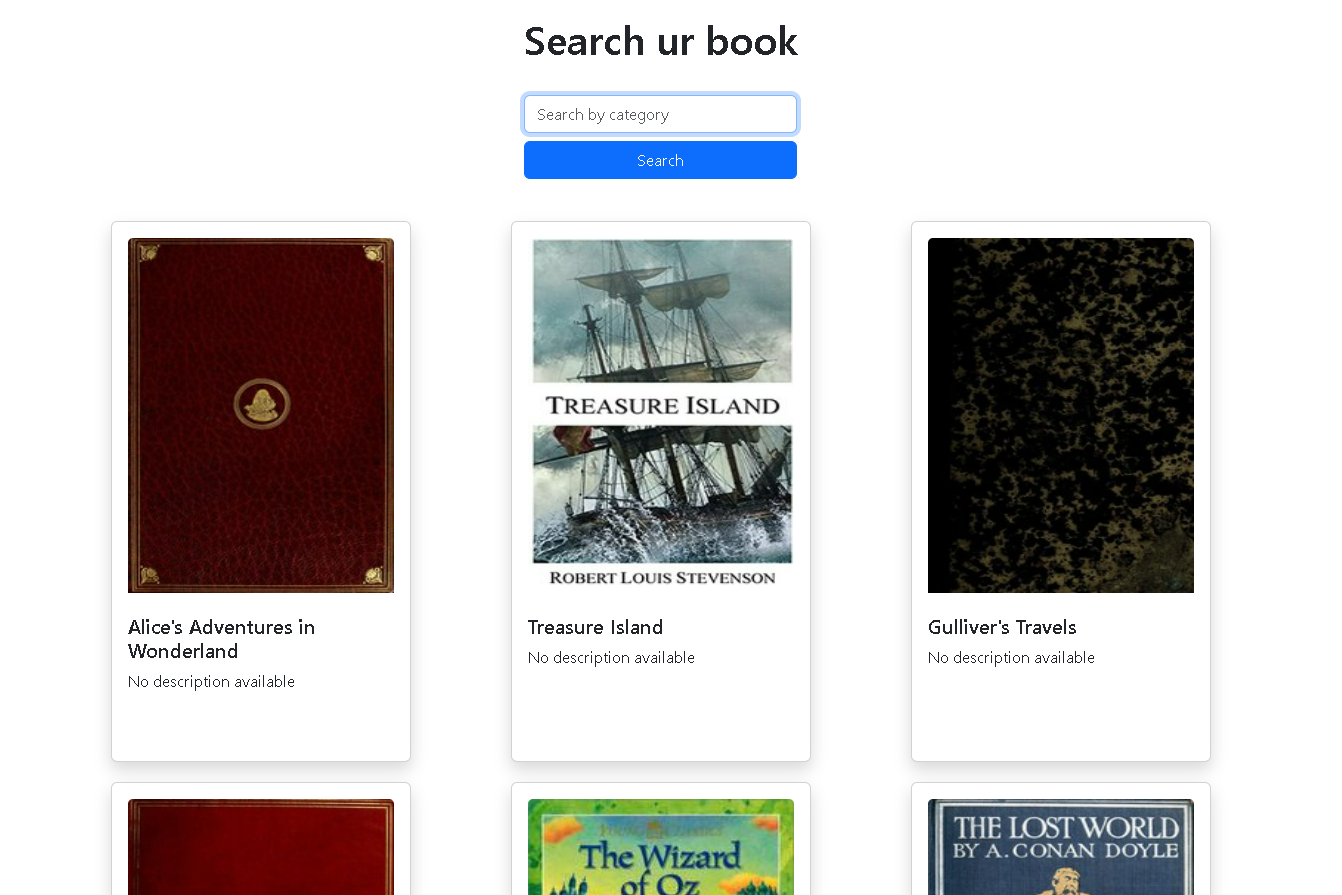 Search ur book
Search by category
Search
TREASURE ISLAND
ROBERT LOUIS STEVENSON
Alice's Adventures in
Wonderland
No description available
Treasure Island
No description available
Gulliver's Travels
No description available
The Wizard
of Oz
THE LOST WORLD
BY A. CONAN DOYLE